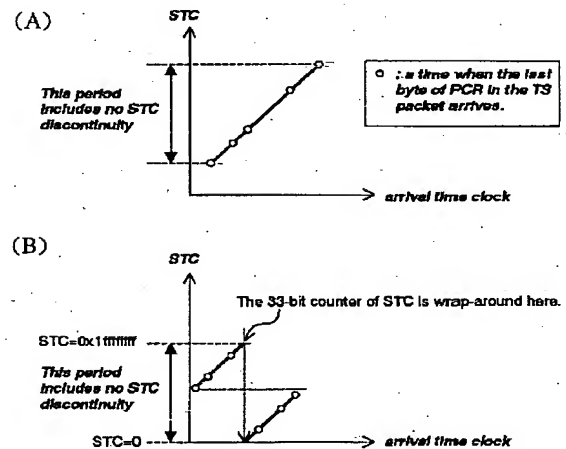 (A)
STC
This period
includes no STC
discontinuity
o : a time when the last
byte of PCR in the TS
packet arrives.
arrival time clock
(B)
STC
The 33-bit counter of STC is wrap-around here.
STC=0x1ffffffff
This period
includes no STC
discontinuity
STC=0
arrival time clock